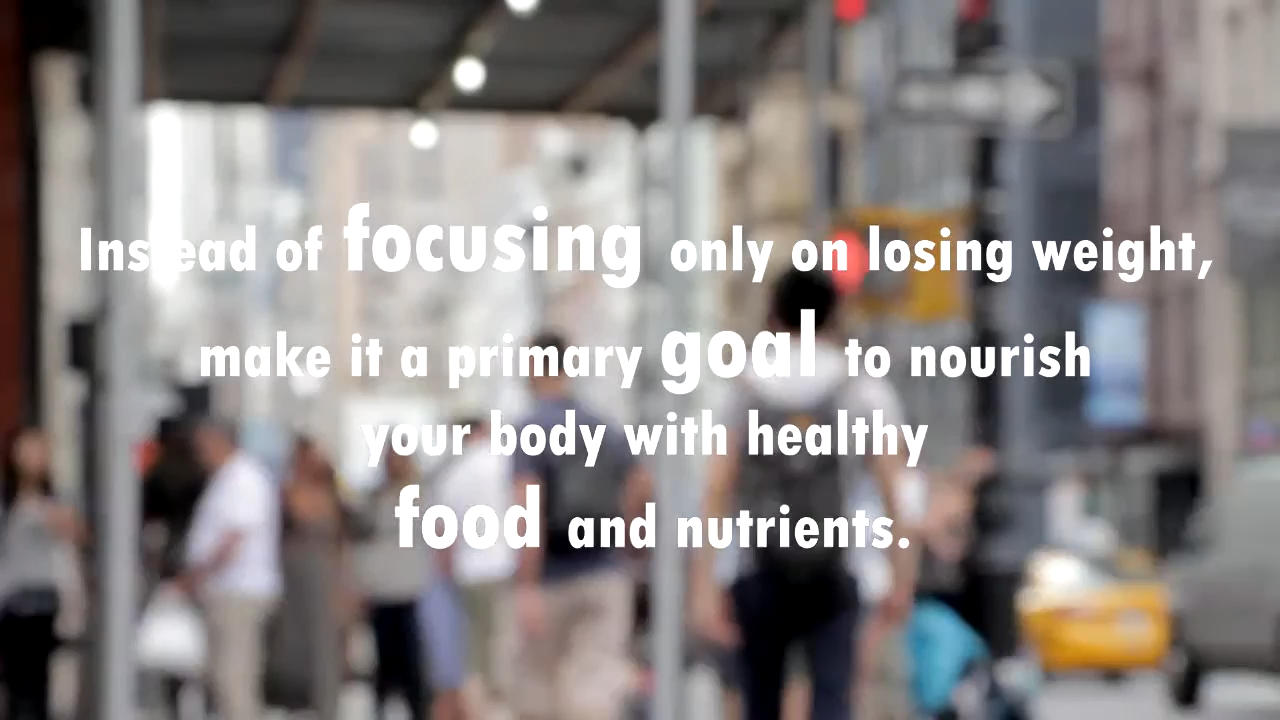 Instead of focusing only on losing weight,
make it a primary goal to nourish
your body with healthy
food and nutrients.